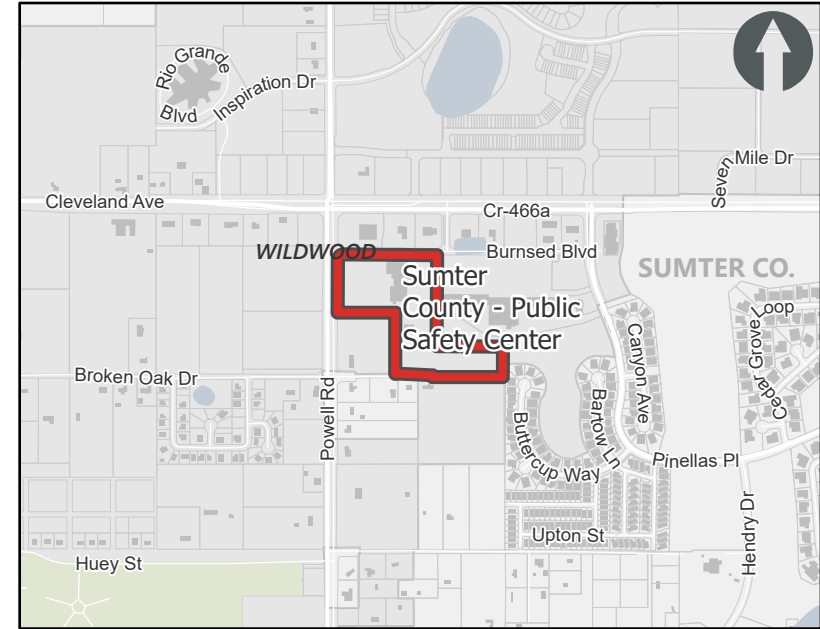 Rio Grande
Blvd
Inspiration Dr
Seven
Mile Dr
Cleveland Ave
Cr-466a
WILDWOOD
Burnsed Blvd
SUMTER CO.
Sumter
County - Public
Safety Center
Canyon Ave
Cedar Grove
Loop
Broken Oak Dr
Powell Rd
Buttercup Way
Bartow Ln
Pinellas Pl
Upton St
Hendry Dr
Huey St